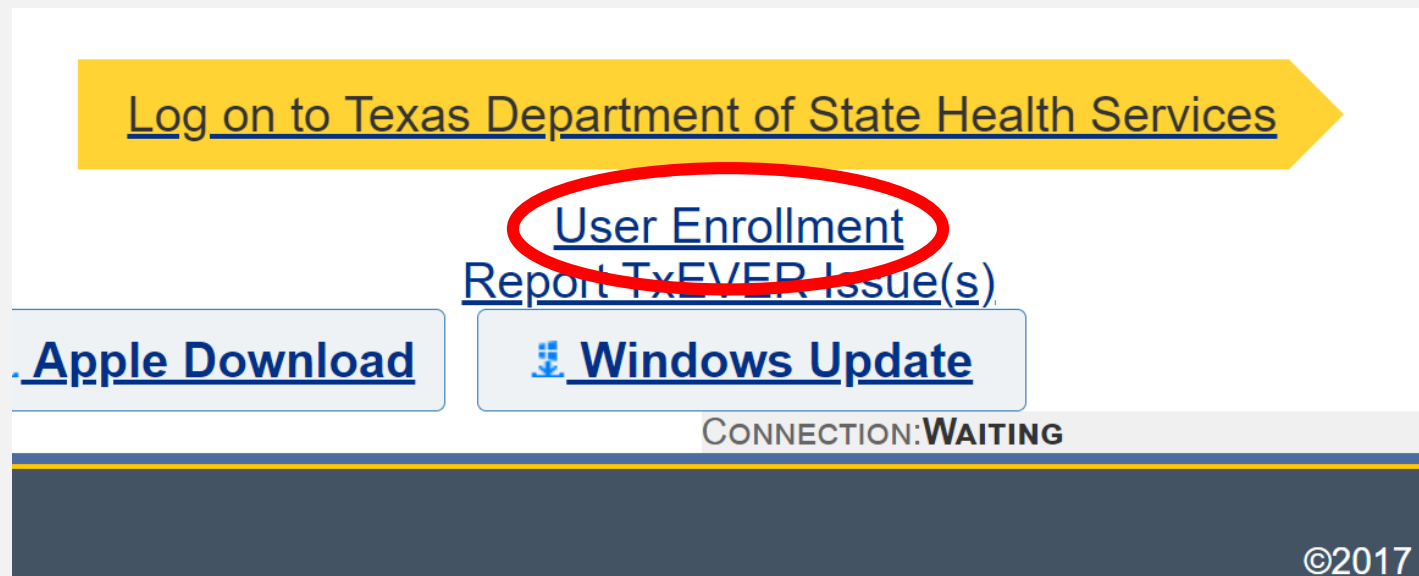 Log on to Texas Department of State Health Services
User Enrollment
Report TxEVER Issue(s)
Apple Download
Windows Update
CONNECTION:WAITING
©2017